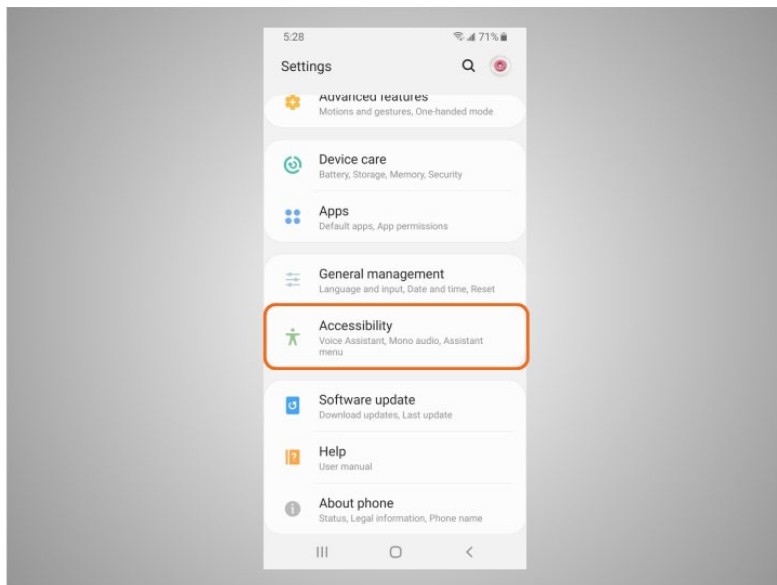 5:28 71%
Settings
Advanced features
Motions and gestures, One-handed mode
Device care
Battery, Storage, Memory, Security
Apps
Default apps, App permissions
General management
Language and input, Date and time, Reset
Accessibility
Voice Assistant, Mono audio, Assistant
menu
Software update
Download updates, Last update
Help
User manual
About phone
Status, Legal information, Phone name